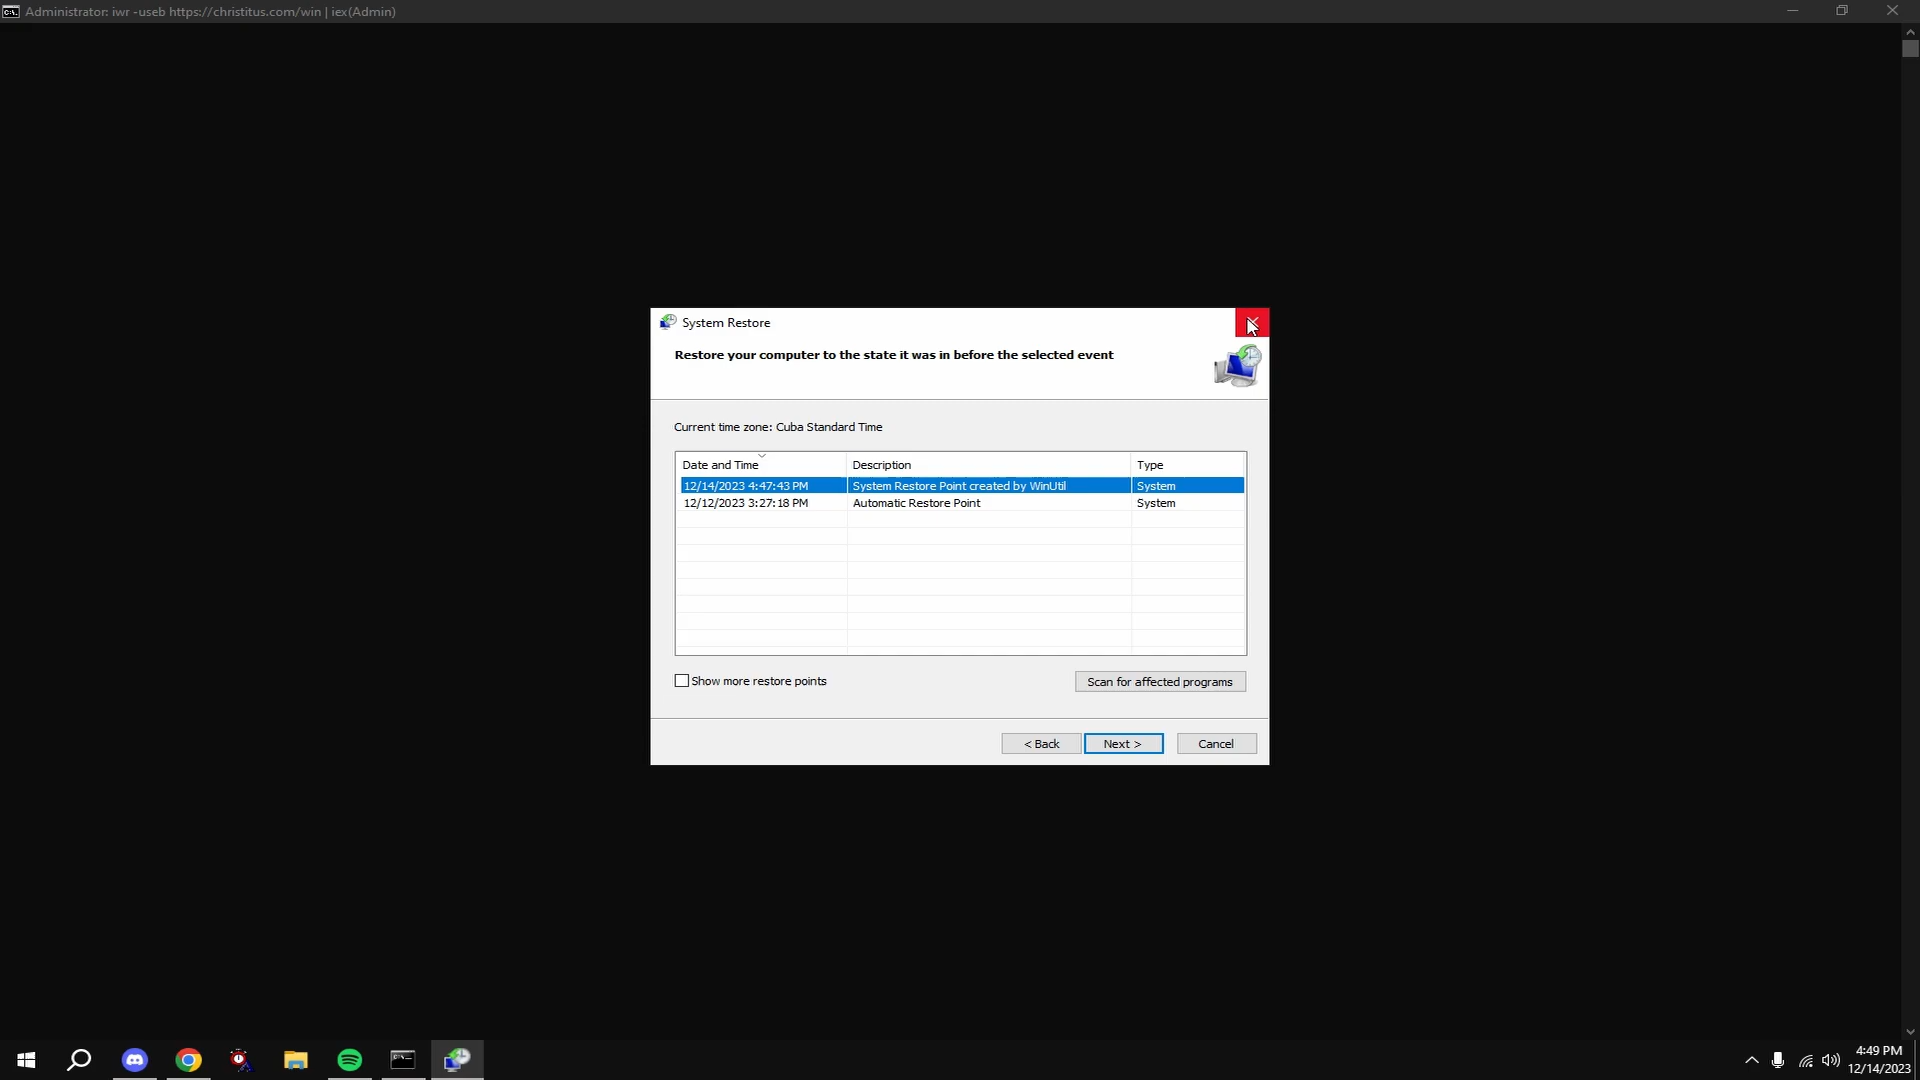 Administrator: iwr -useb https://christitus.com/win | iex(Admin)
System Restore
Restore your computer to the state it was in before the selected event
Current time zone: Cuba Standard Time
Date and Time Description Type
12/14/2023 4:47:43 PM System Restore Point created by WinUtil System
12/12/2023 3:27:18 PM Automatic Restore Point System
Show more restore points Scan for affected programs
< Back Next > Cancel
4:49 PM
12/14/2023